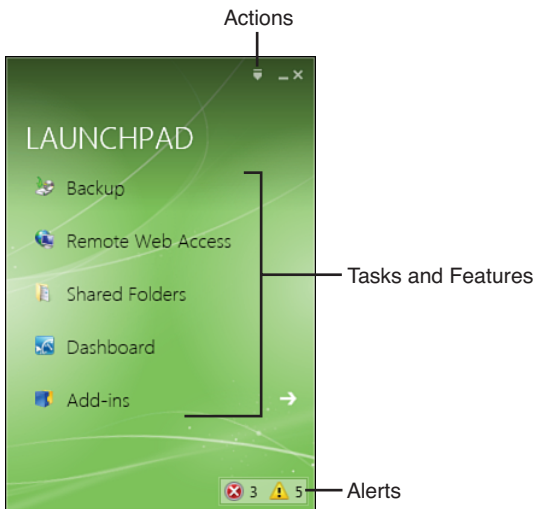 Actions
LAUNCHPAD
Backup
Remote Web Access
Shared Folders
Tasks and Features
Dashboard
Add-ins
3 5
Alerts